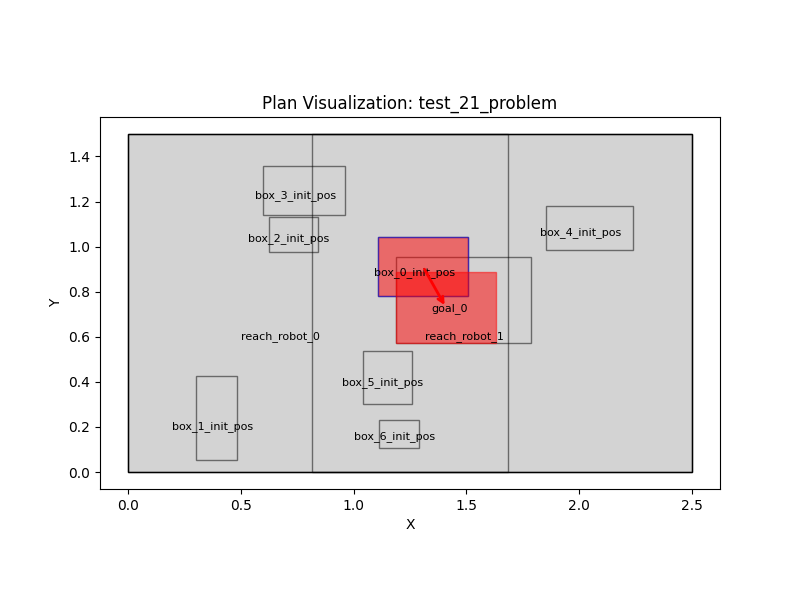 Plan Visualization: test_21_problem
1.4
1.2
1.0
0.8
0.6
0.4
0.2
0.0
Y
box_3_init_pos
box_2_init_pos
box_4_init_pos
box_0_init_pos
goal_0
reach_robot_0
reach_robot_1
box_5_init_pos
box_1_init_pos
box_6_init_pos
0.0
0.5
1.0
1.5
2.0
2.5
X